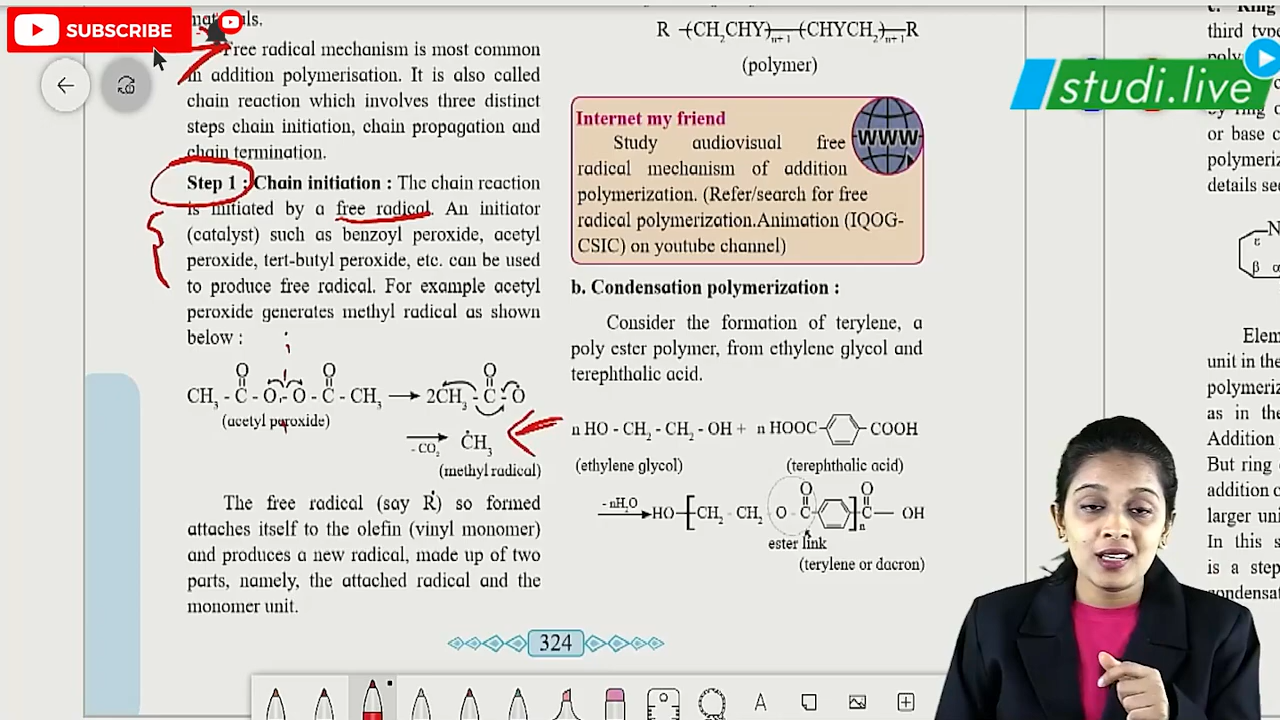 SUBSCRIBE
studi.live
Free radical mechanism is most common
in addition polymerisation. It is also called
chain reaction which involves three distinct
steps chain initiation, chain propagation and
chain termination.
Step 1 : Chain initiation : The chain reaction
is initiated by a free radical. An initiator
(catalyst) such as benzoyl peroxide, acetyl
peroxide, tert-butyl peroxide, etc. can be used
to produce free radical. For example acetyl
peroxide generates methyl radical as shown
below :
O O O
CH₃ - C - O - O - C - CH₃ → 2CH₃ - C - O
(acetyl peroxide)
- CO₂ → ĊH₃
(methyl radical)
The free radical (say Ṙ) so formed
attaches itself to the olefin (vinyl monomer)
and produces a new radical, made up of two
parts, namely, the attached radical and the
monomer unit.
R -(CH₂CHY)n+1 (CHYCH₂)n+1 R
(polymer)
Internet my friend
WWW
Study audiovisual free
radical mechanism of addition
polymerization. (Refer/search for free
radical polymerization.Animation (IQOG-
CSIC) on youtube channel)
b. Condensation polymerization :
Consider the formation of terylene, a
poly ester polymer, from ethylene glycol and
terephthalic acid.
n HO - CH₂ - CH₂ - OH + n HOOC COOH
(ethylene glycol) (terephthalic acid)
O O
- nH₂O → HO [ CH₂ - CH₂ O - C ]n C — OH
ester link
(terylene or dacron)
324
c. Ring
third type
or base c
polymeriz
details see
N
ε
β α
Elem
unit in the
polymeriz
as in the
Addition
But ring
addition c
larger uni
In this s
is a step
condensat
A